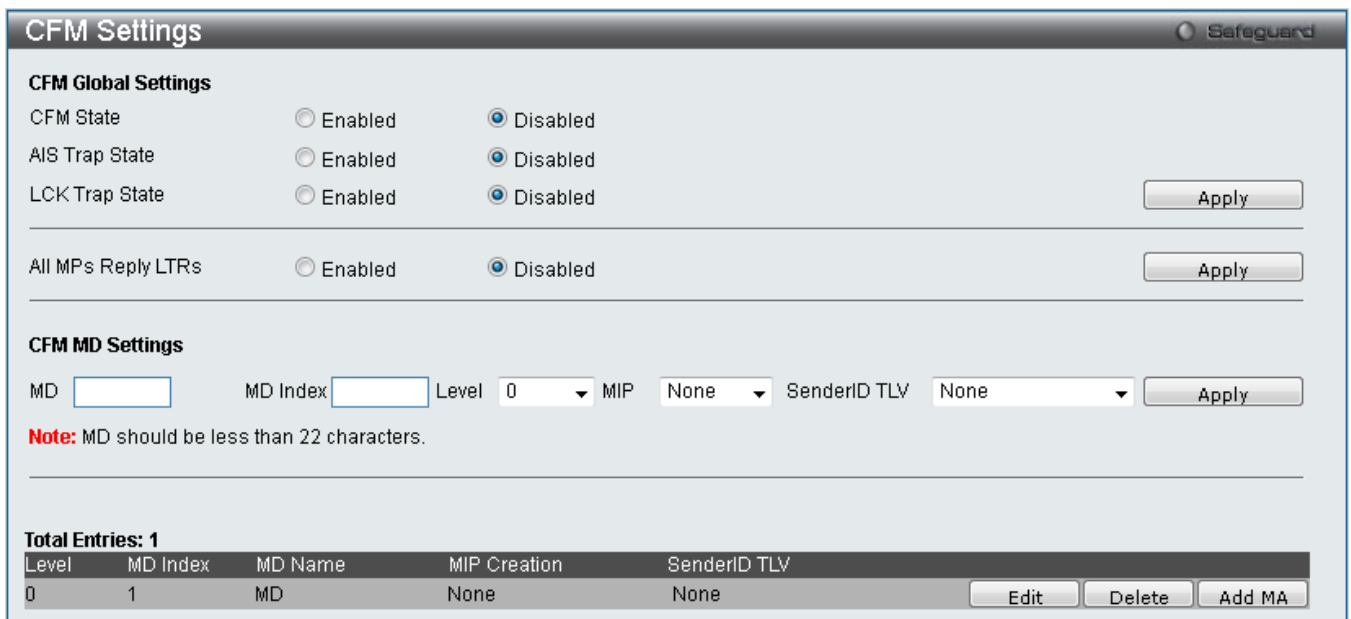 CFM Settings Safeguard
CFM Global Settings
CFM State Enabled Disabled
AIS Trap State Enabled Disabled
LCK Trap State Enabled Disabled Apply
All MPs Reply LTRs Enabled Disabled Apply
CFM MD Settings
MD MD Index Level 0 MIP None SenderID TLV None Apply
Note: MD should be less than 22 characters.
Total Entries: 1
Level MD Index MD Name MIP Creation SenderID TLV
0 1 MD None None Edit Delete Add MA